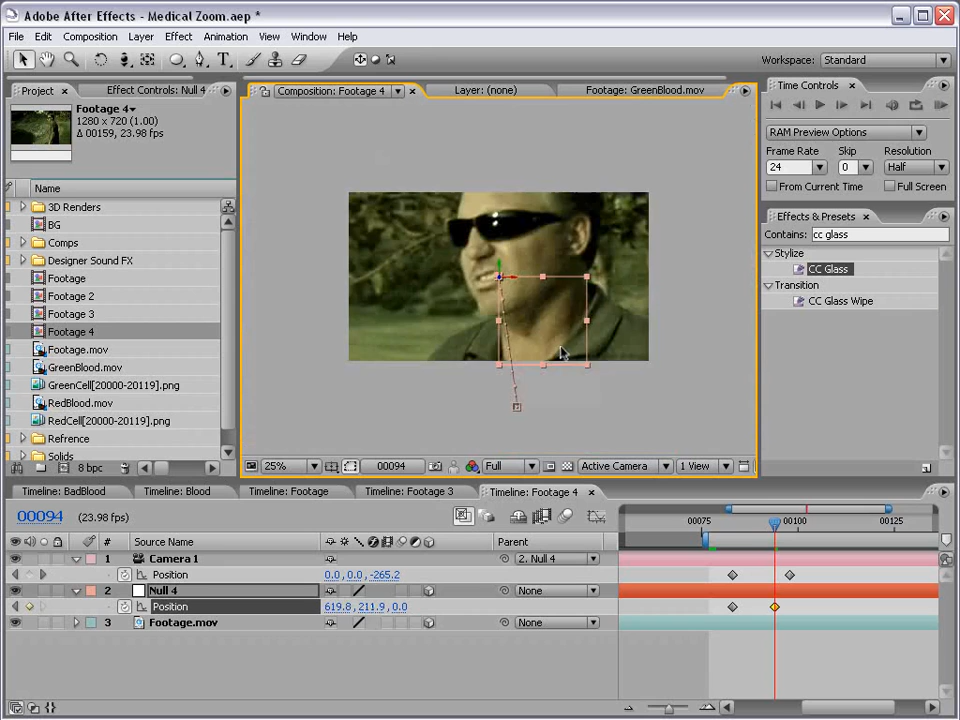 Adobe After Effects - Medical Zoom.aep *
File Edit Composition Layer Effect Animation View Window Help
Workspace: Standard
Project Effect Controls: Null 4
Composition: Footage 4 Layer: (none) Footage: GreenBlood.mov
Time Controls
Footage 4
1280 x 720 (1.00)
Δ 00159, 23.98 fps
RAM Preview Options
Frame Rate Skip Resolution
24 0 Half
From Current Time Full Screen
Name
3D Renders
BG
Comps
Designer Sound FX
Footage
Footage 2
Footage 3
Footage 4
Footage.mov
GreenBlood.mov
GreenCell[20000-20119].png
RedBlood.mov
RedCell[20000-20119].png
Refrence
Solids
8 bpc
Effects & Presets
Contains: cc glass
Stylize
CC Glass
Transition
CC Glass Wipe
25% 00094 Full Active Camera 1 View
Timeline: BadBlood Timeline: Blood Timeline: Footage Timeline: Footage 3 Timeline: Footage 4
00094 (23.98 fps)
00075 00100 00125
# Source Name Parent
1 Camera 1 2. Null 4
Position 0.0, 0.0, -265.2
2 Null 4 None
Position 619.8, 211.9, 0.0
3 Footage.mov None